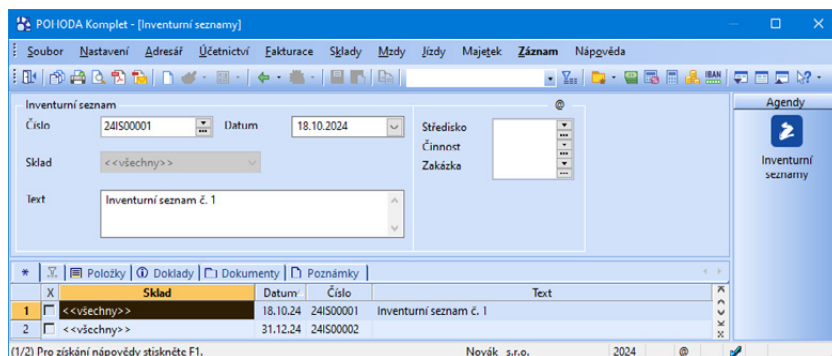 POHODA Komplet - [Inventurní seznamy]
Soubor Nastavení Adresář Účetnictví Fakturace Sklady Mzdy Jízdy Majetek Záznam Nápověda
IBAN
Inventurní seznam @ Agendy
Číslo 24IS00001 Datum 18.10.2024 Středisko
Činnost
Sklad <<všechny>> Zakázka
Inventurní
seznamy
Text Inventurní seznam č. 1
* Položky Doklady Dokumenty Poznámky
X Sklad Datum Číslo Text
1 <<všechny>> 18.10.24 24IS00001 Inventurní seznam č. 1
2 <<všechny>> 31.12.24 24IS00002
(1/2) Pro získání nápovědy stiskněte F1. Novák s.r.o. 2024 @